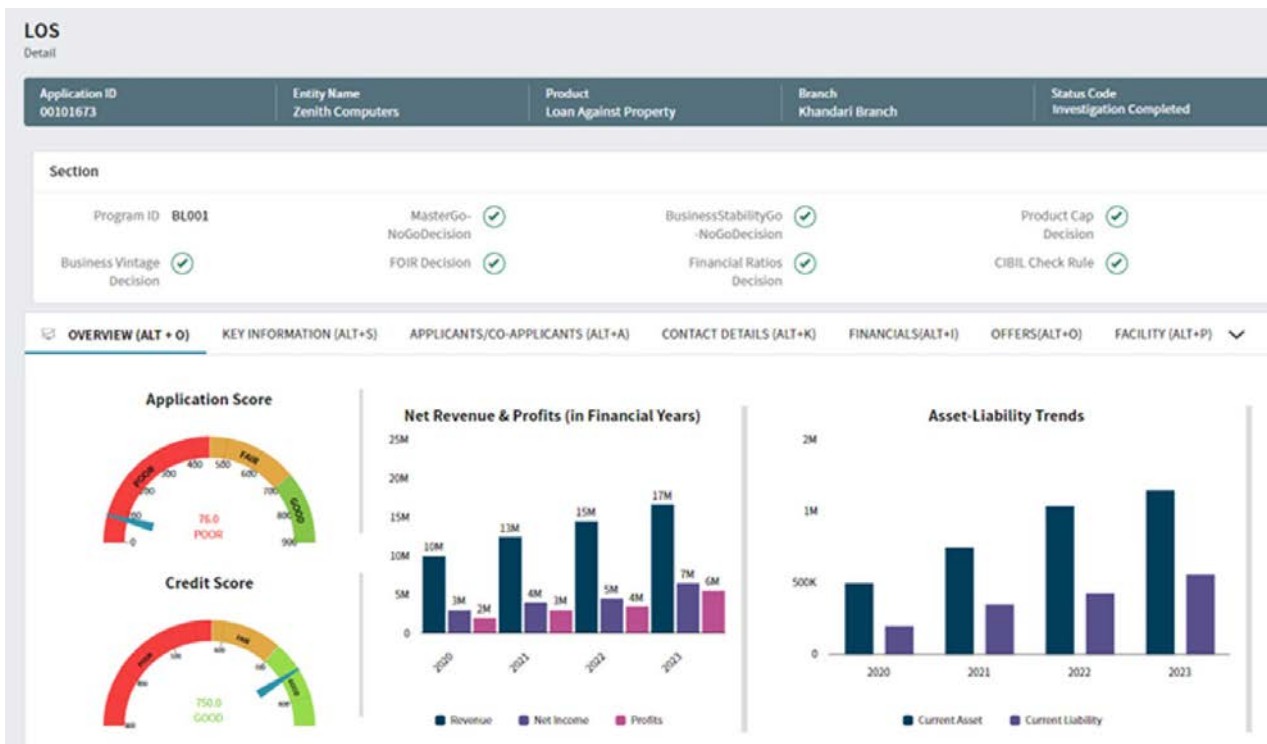 LOS
Detail
Application ID Entity Name Product Branch Status Code
00101673 Zenith Computers Loan Against Property Khandari Branch Investigation Completed
Section
Program ID BL001 MasterGo- BusinessStabilityGo Product Cap
NoGoDecision -NoGoDecision Decision
Business Vintage FOIR Decision Financial Ratios CIBIL Check Rule
Decision Decision
OVERVIEW (ALT + O) KEY INFORMATION (ALT+S) APPLICANTS/CO-APPLICANTS (ALT+A) CONTACT DETAILS (ALT+K) FINANCIALS(ALT+I) OFFERS(ALT+O) FACILITY (ALT+P)
Application Score
POOR FAIR GOOD
0 300 400 500 600 700 800 900
76.0
POOR
Credit Score
POOR FAIR GOOD
750.0
GOOD
Net Revenue & Profits (in Financial Years)
25M
20M
15M
10M
5M
0
10M 3M 2M
13M 4M 3M
15M 5M 4M
17M 7M 6M
2020 2021 2022 2023
Revenue Net Income Profits
Asset-Liability Trends
2M
1M
500K
0
2020 2021 2022 2023
Current Asset Current Liability